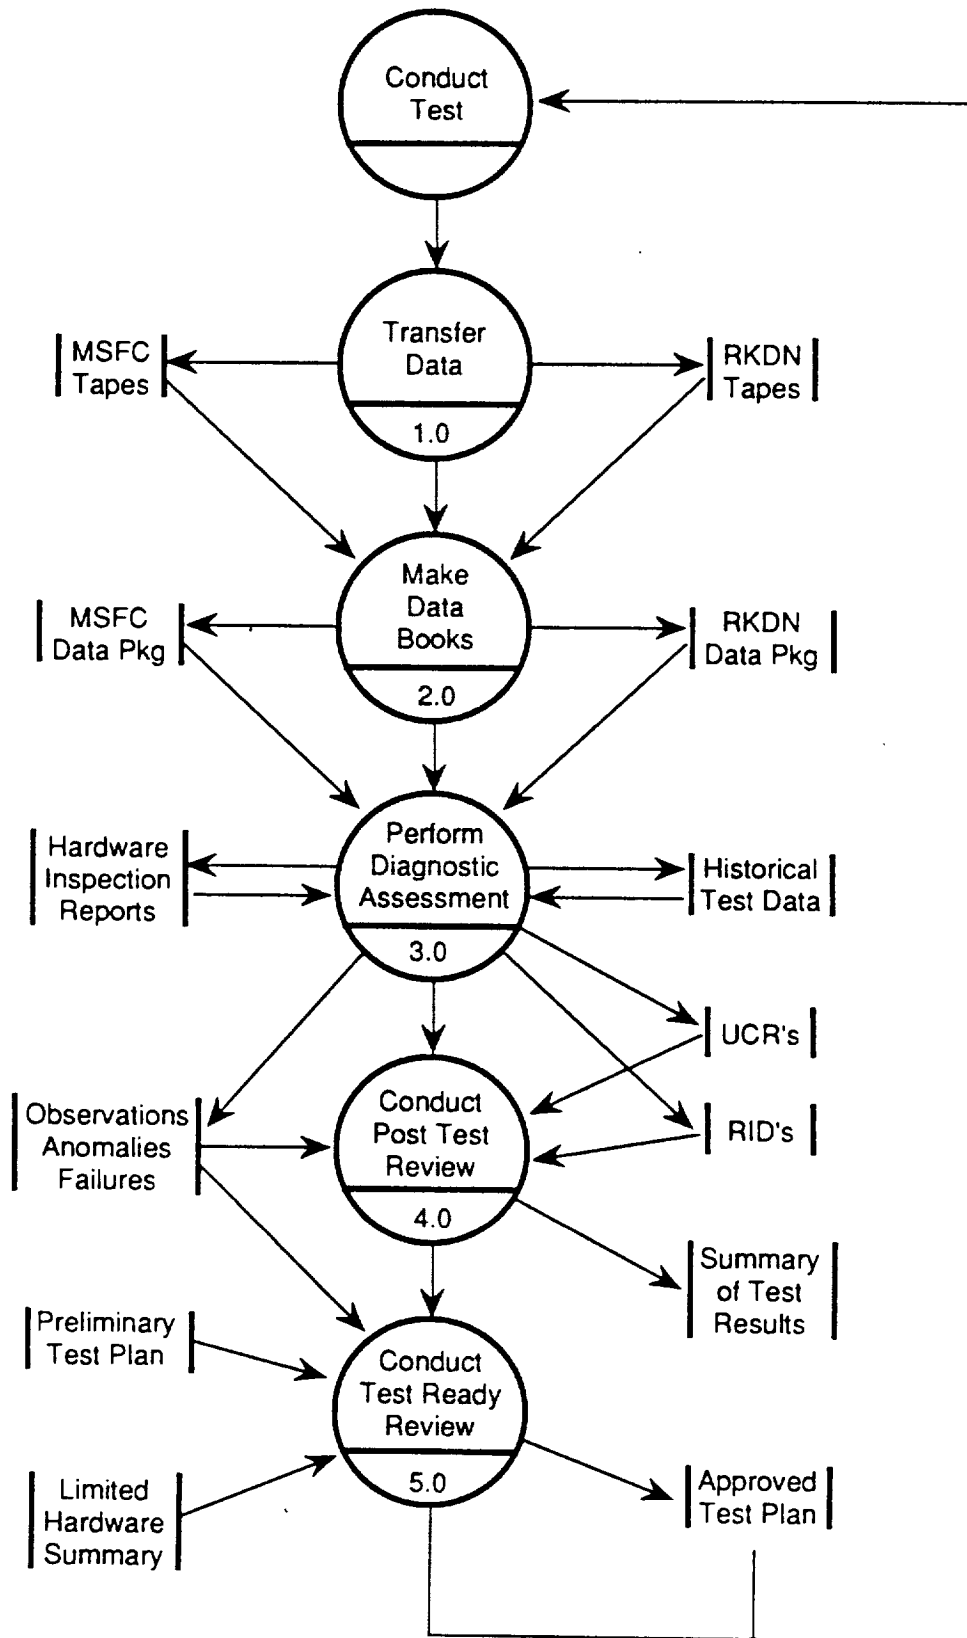 Conduct
Test
Transfer
Data
1.0
MSFC
Tapes
RKDN
Tapes
Make
Data
Books
2.0
MSFC
Data Pkg
RKDN
Data Pkg
Perform
Diagnostic
Assessment
3.0
Hardware
Inspection
Reports
Historical
Test Data
UCR's
RID's
Observations
Anomalies
Failures
Conduct
Post Test
Review
4.0
Summary
of Test
Results
Preliminary
Test Plan
Conduct
Test Ready
Review
5.0
Limited
Hardware
Summary
Approved
Test Plan